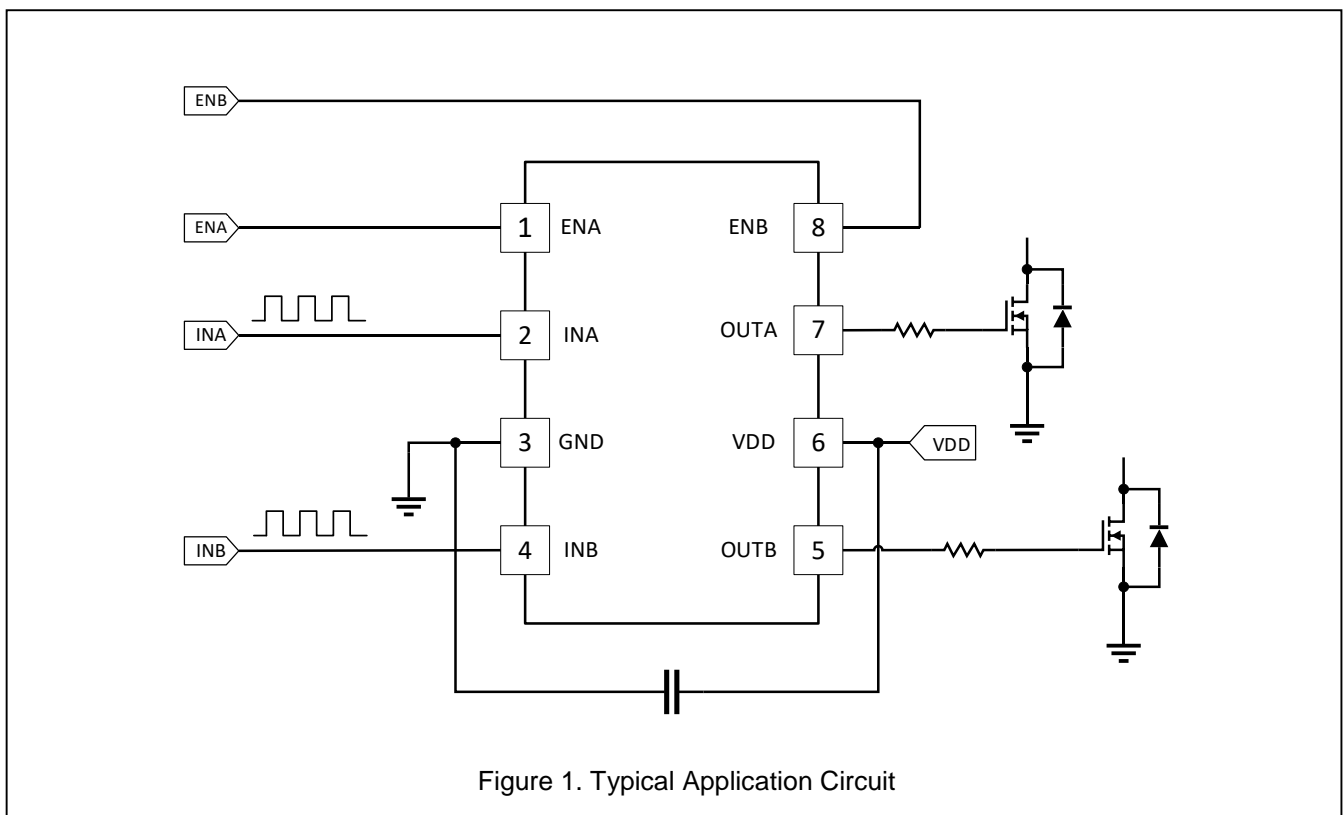 ENB
ENA
1
ENA
ENB
8
INA
2
INA
OUTA
7
3
GND
VDD
6
VDD
INB
4
INB
OUTB
5
Figure 1. Typical Application Circuit